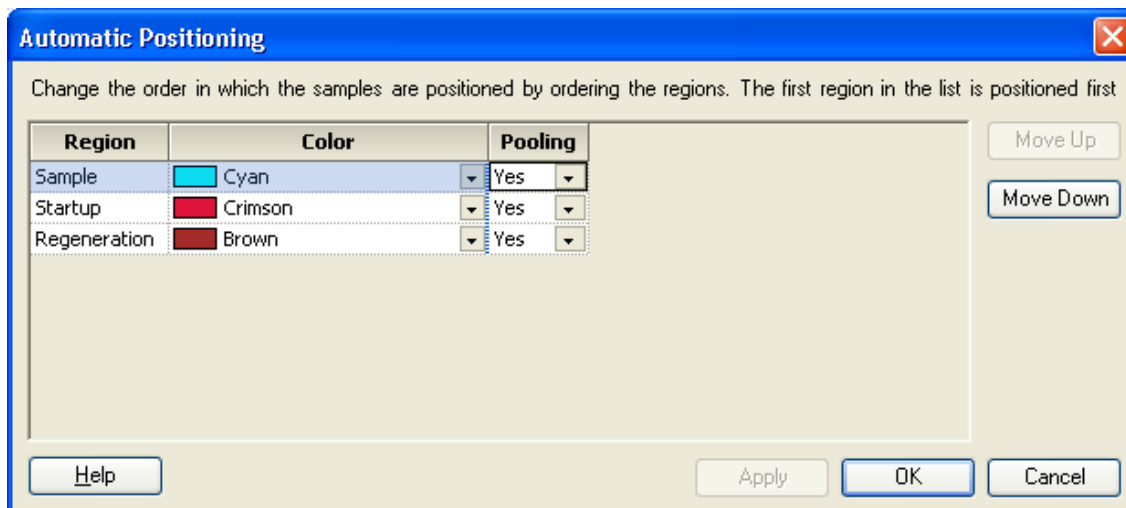 Automatic Positioning
Change the order in which the samples are positioned by ordering the regions. The first region in the list is positioned first
Region Color Pooling
Move Up
Sample Cyan Yes
Startup Crimson Yes
Move Down
Regeneration Brown Yes
Help Apply OK Cancel